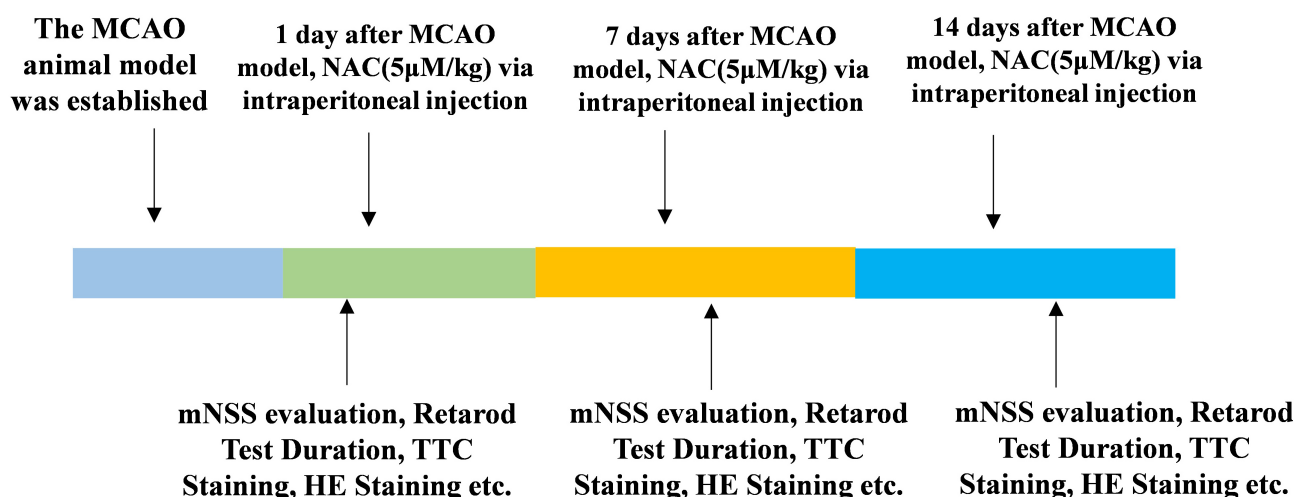 The MCAO
animal model
was established
1 day after MCAO
model, NAC(5μM/kg) via
intraperitoneal injection
7 days after MCAO
model, NAC(5μM/kg) via
intraperitoneal injection
14 days after MCAO
model, NAC(5μM/kg) via
intraperitoneal injection
mNSS evaluation, Retarod
Test Duration, TTC
Staining, HE Staining etc.
mNSS evaluation, Retarod
Test Duration, TTC
Staining, HE Staining etc.
mNSS evaluation, Retarod
Test Duration, TTC
Staining, HE Staining etc.